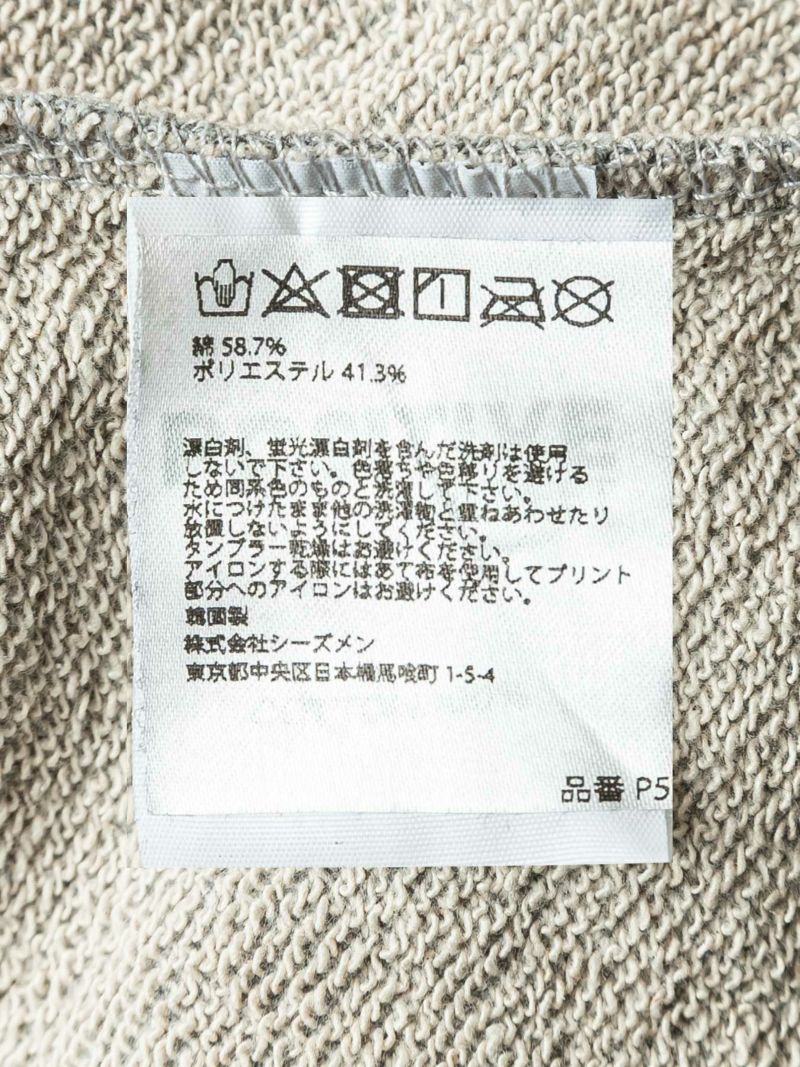 綿 58.7%
ポリエステル 41.3%
漂白剤、蛍光漂白剤を含んだ洗剤は使用
しないで下さい。色落ちや色移りを避ける
ため同系色のものと洗濯して下さい。
水につけたまま他の洗濯物と重ねあわせたり
放置しないようにしてください。
タンブラー乾燥はお避けください。
アイロンする際にはあて布を使用してプリント
部分へのアイロンはお避けください。
韓国製
株式会社シーズメン
東京都中央区日本橋馬喰町 1-5-4
品番 P5